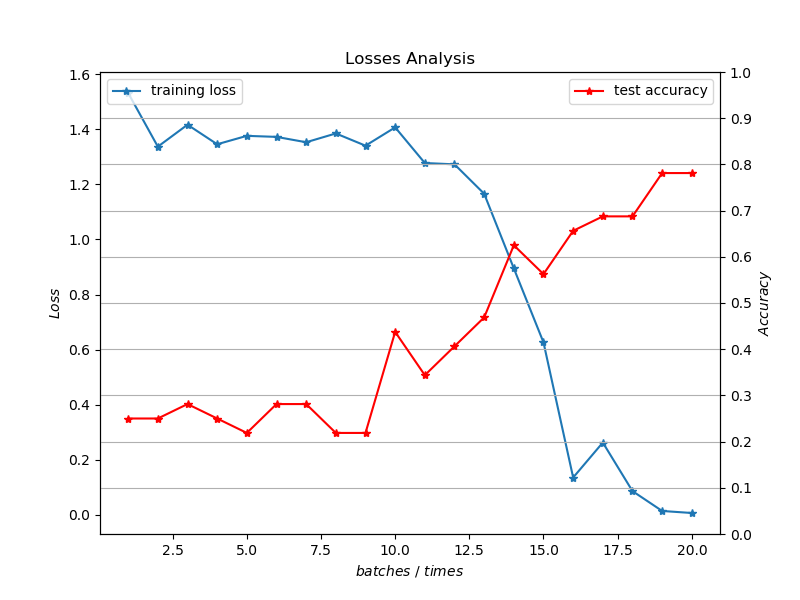 Losses Analysis
training loss
test accuracy
1.6
1.4
1.2
1.0
0.8
0.6
0.4
0.2
0.0
Loss
1.0
0.9
0.8
0.7
0.6
0.5
0.4
0.3
0.2
0.1
0.0
Accuracy
2.5 5.0 7.5 10.0 12.5 15.0 17.5 20.0
batches / times